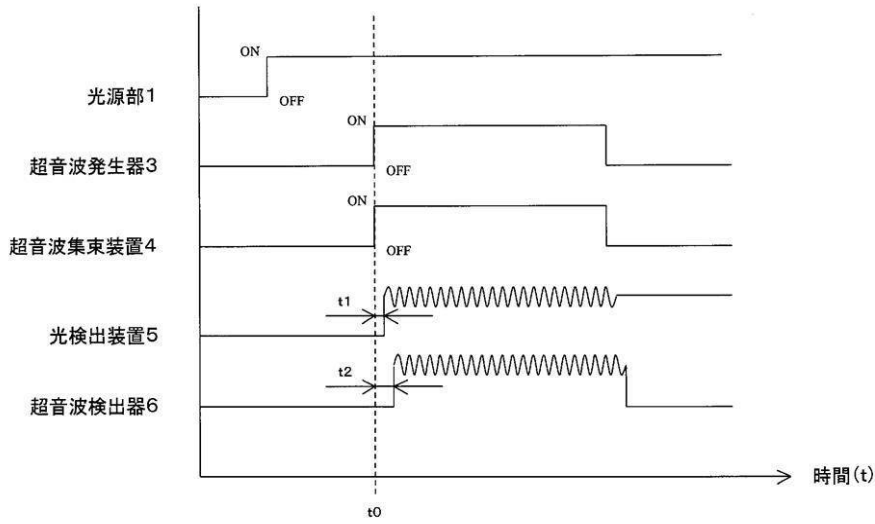 ON
光源部1
OFF
ON
超音波発生器3
OFF
ON
超音波集束装置4
OFF
t1
光検出装置5
t2
超音波検出器6
時間(t)
t0